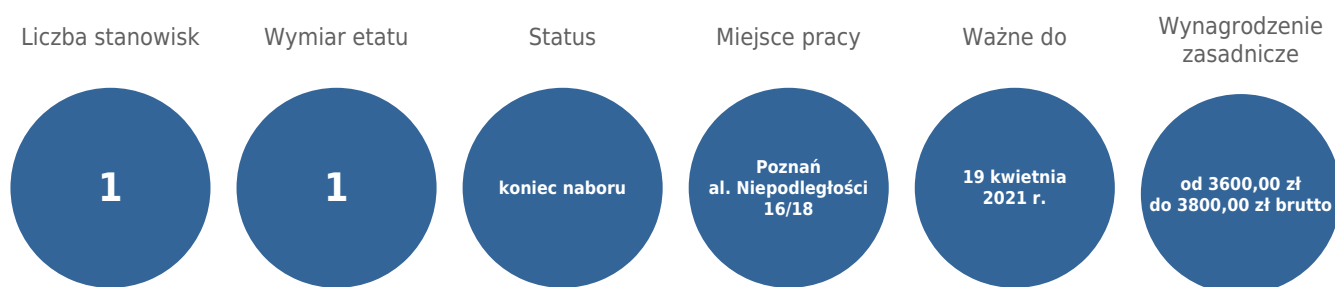 Liczba stanowisk
1
Wymiar etatu
1
Status
koniec naboru
Miejsce pracy
Poznań
al. Niepodległości
16/18
Ważne do
19 kwietnia
2021 r.
Wynagrodzenie
zasadnicze
od 3600,00 zł
do 3800,00 zł brutto